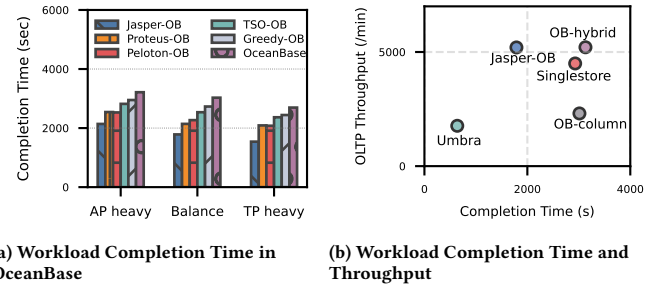 Completion Time (sec)
6000
4000
2000
0
Jasper-OB
Proteus-OB
Peloton-OB
TSO-OB
Greedy-OB
OceanBase
AP heavy Balance TP heavy
a) Workload Completion Time in
OceanBase
OLTP Throughput (/min)
5000
0
OB-hybrid
Jasper-OB
Singlestore
OB-column
Umbra
0 2000 4000
Completion Time (s)
(b) Workload Completion Time and
Throughput